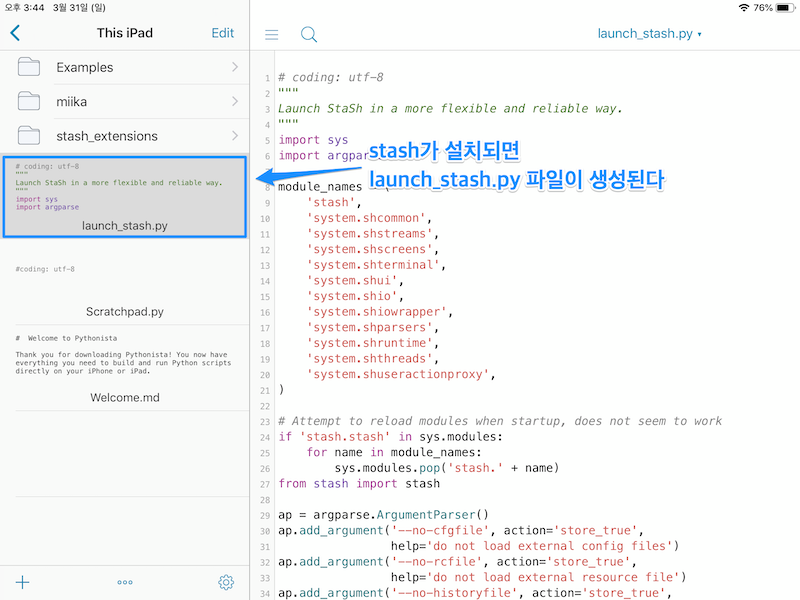 오후 3:44 3월 31일 (일)
76%
This iPad
Edit
launch_stash.py ▾
Examples
miika
stash_extensions
# coding: utf-8
"""
Launch StaSh in a more flexible and reliable way.
"""
import sys
import argparse
launch_stash.py
#coding: utf-8
Scratchpad.py
# Welcome to Pythonista
Thank you for downloading Pythonista! You now have
everything you need to build and run Python scripts
directly on your iPhone or iPad.
Welcome.md
stash가 설치되면
launch_stash.py 파일이 생성된다
1 # coding: utf-8
2 """
3 Launch StaSh in a more flexible and reliable way.
4 """
5 import sys
6 import argp
8 module_names
9 'stash',
10 'system.shcommon',
11 'system.shstreams',
12 'system.shscreens',
13 'system.shterminal',
14 'system.shui',
15 'system.shio',
16 'system.shiowrapper',
17 'system.shparsers',
18 'system.shruntime',
19 'system.shthreads',
20 'system.shuseractionproxy',
21 )
22
23 # Attempt to reload modules when startup, does not seem to work
24 if 'stash.stash' in sys.modules:
25 for name in module_names:
26 sys.modules.pop('stash.' + name)
27 from stash import stash
28
29 ap = argparse.ArgumentParser()
30 ap.add_argument('--no-cfgfile', action='store_true',
31 help='do not load external config files')
32 ap.add_argument('--no-rcfile', action='store_true',
33 help='do not load external resource file')
34 ap.add_argument('--no-historyfile', action='store_true',